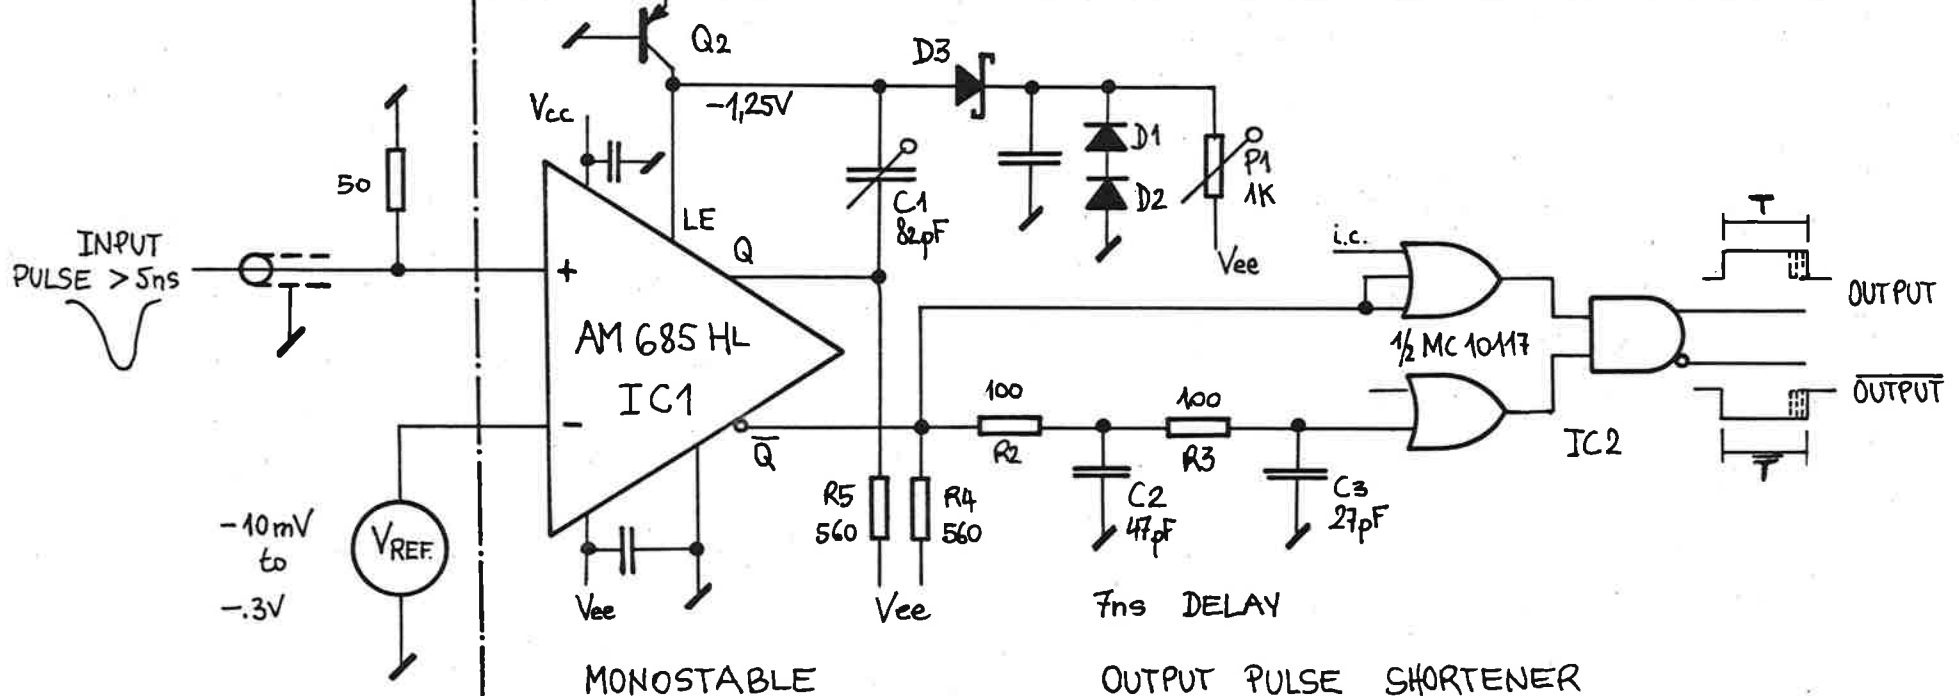 Q2
D3
-1,25V
Vcc
50
D1
P1
1K
D2
C1
82pF
LE
Q
INPUT
PULSE >5ns
+
AM 685 HL
IC1
-
Q̅
i.c.
Vee
T
OUTPUT
1/2 MC 10117
O̅U̅T̅P̅U̅T̅
T̅
IC2
100
R2
100
R3
C2
47pF
C3
27pF
R5
560
R4
560
-10mV
to
-.3V
VREF.
Vee
Vee
7ns DELAY
MONOSTABLE
OUTPUT PULSE SHORTENER